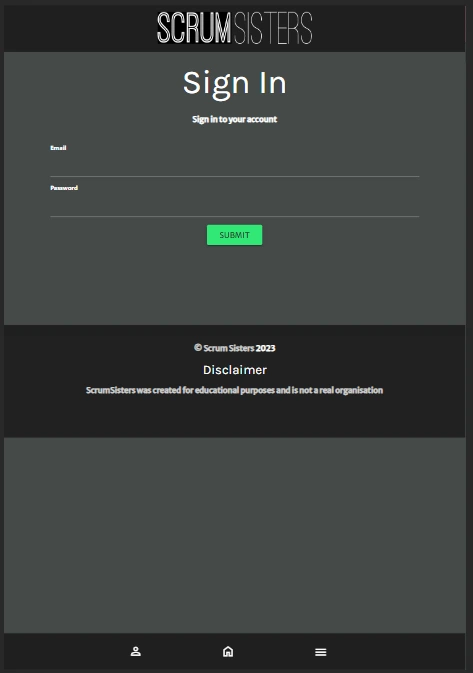 SCRUMSISTERS
Sign In
Sign in to your account
Email
Password
SUBMIT
© Scrum Sisters 2023
Disclaimer
ScrumSisters was created for educational purposes and is not a real organisation